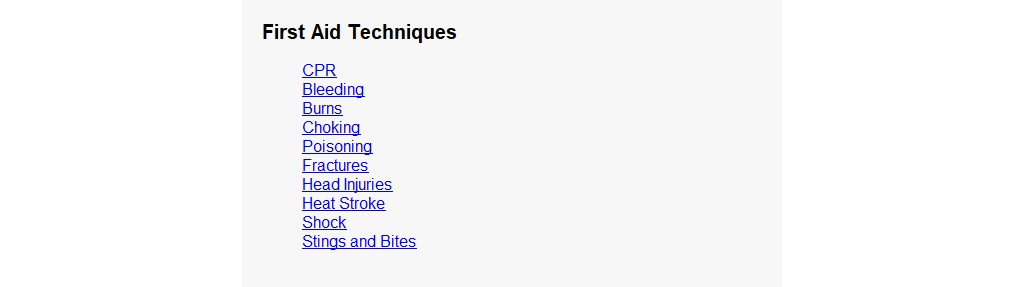 First Aid Techniques
CPR
Bleeding
Burns
Choking
Poisoning
Fractures
Head Injuries
Heat Stroke
Shock
Stings and Bites